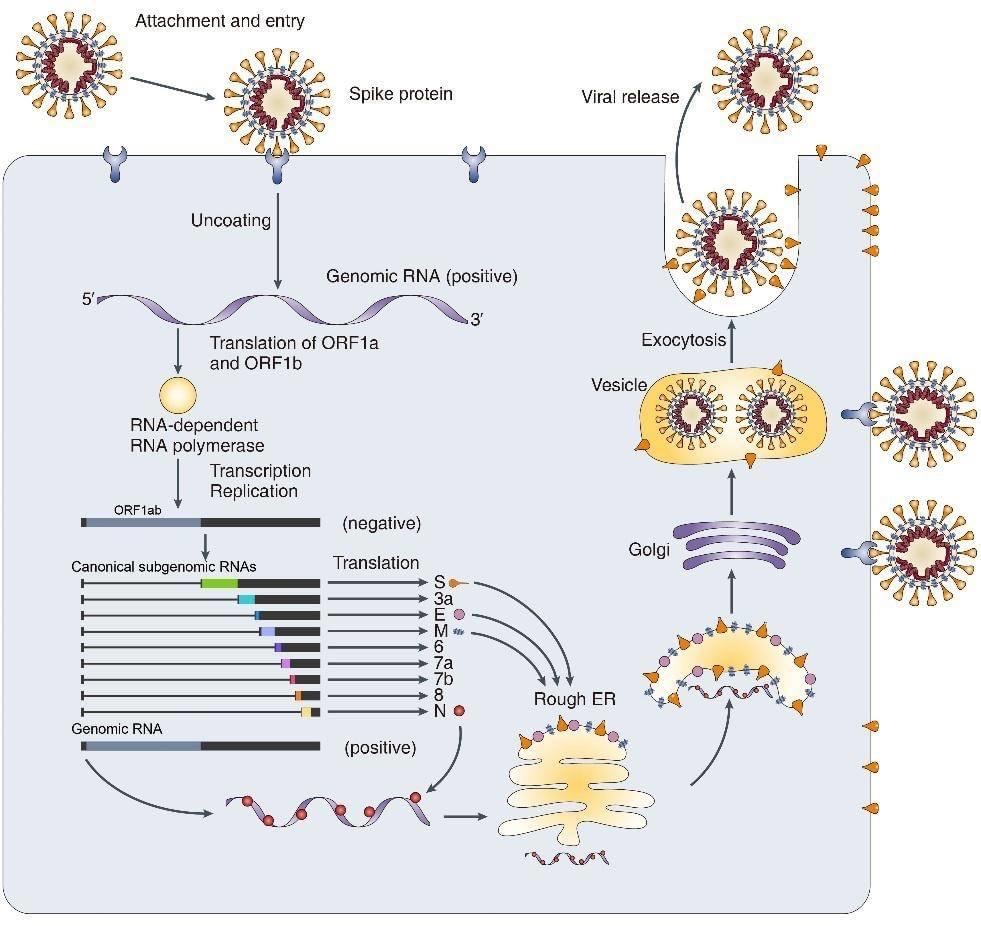 Attachment and entry
Spike protein
Viral release
Uncoating
Genomic RNA (positive)
5′
3′
Translation of ORF1a
and ORF1b
RNA-dependent
RNA polymerase
Transcription
Replication
ORF1ab
(negative)
Canonical subgenomic RNAs
Translation
S
3a
E
M
6
7a
7b
8
N
Genomic RNA
(positive)
Rough ER
Golgi
Vesicle
Exocytosis